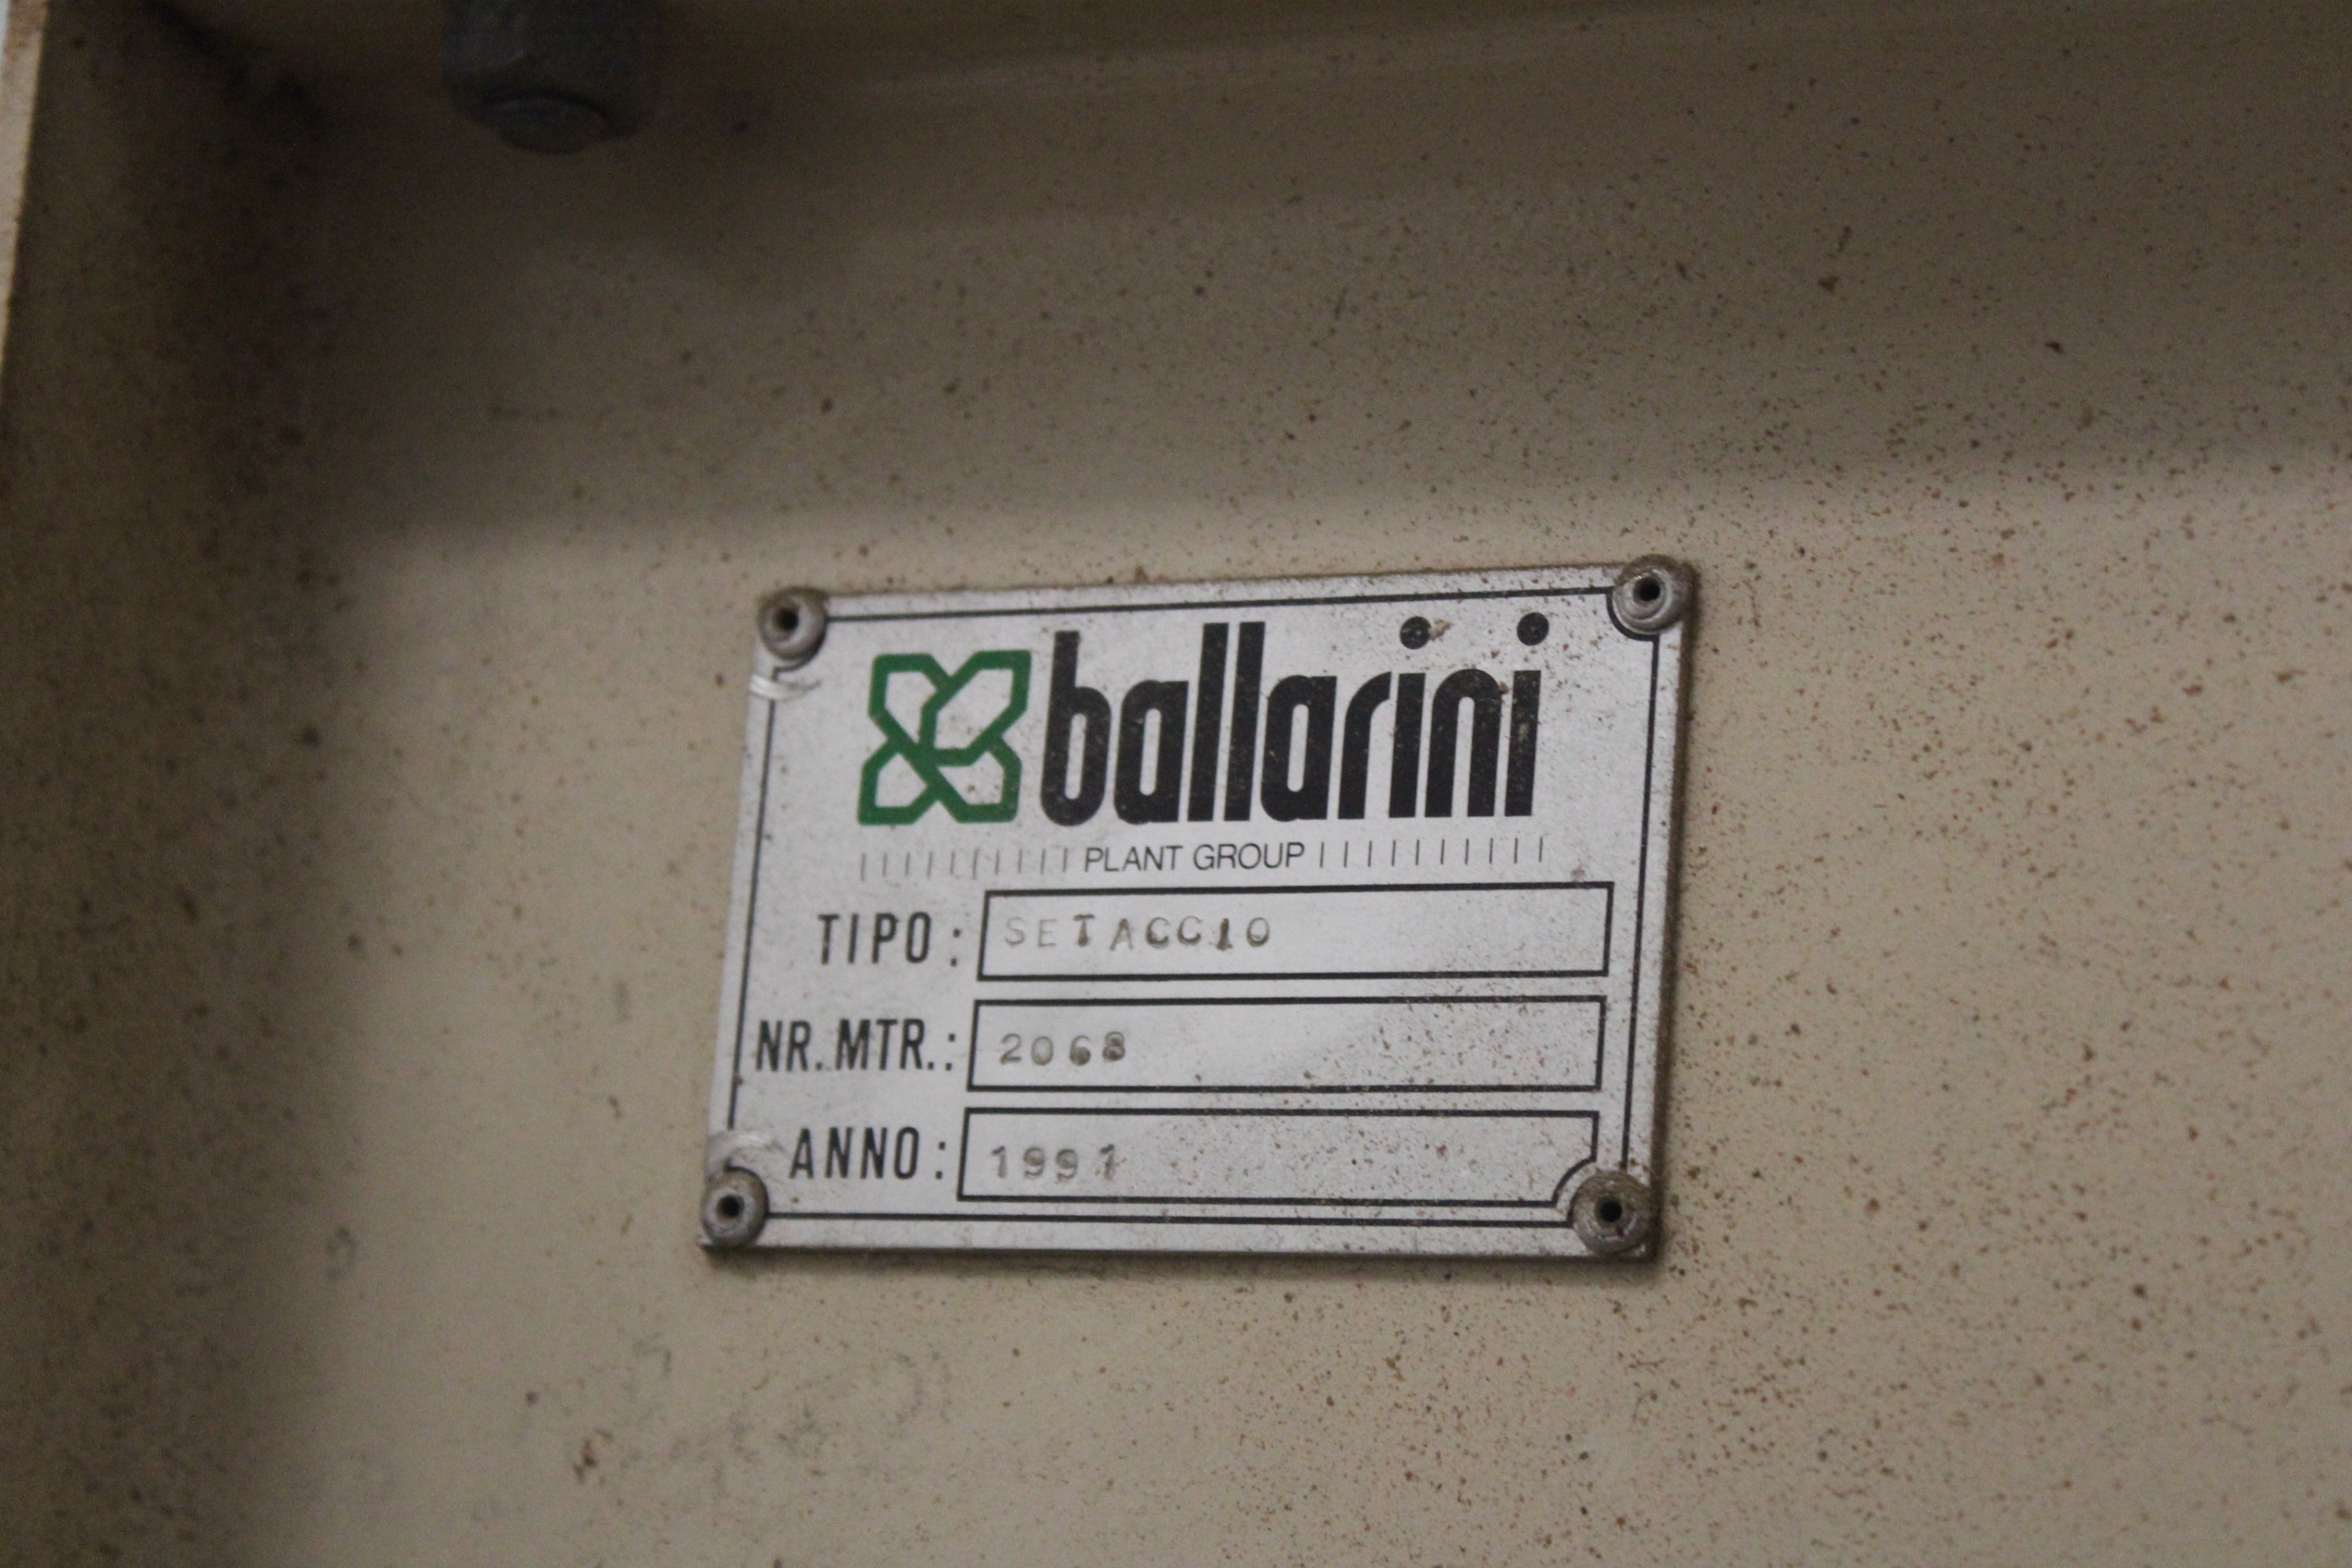 ballarini
PLANT GROUP
TIPO: SETACCIO
NR. MTR.: 2068
ANNO: 1991